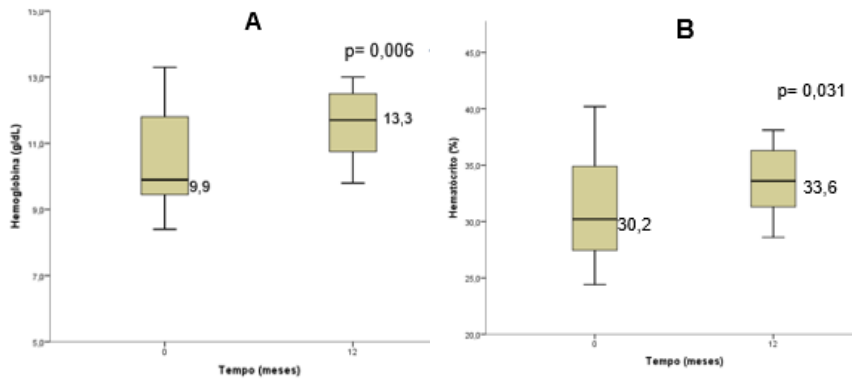 A
p= 0,006
Hemoglobina (g/dL)
15,0
13,0
11,0
9,0
7,0
5,0
9,9
13,3
0
12
Tempo (meses)
B
p= 0,031
Hematócrito (%)
45,0
40,0
35,0
30,0
25,0
20,0
30,2
33,6
0
12
Tempo (meses)